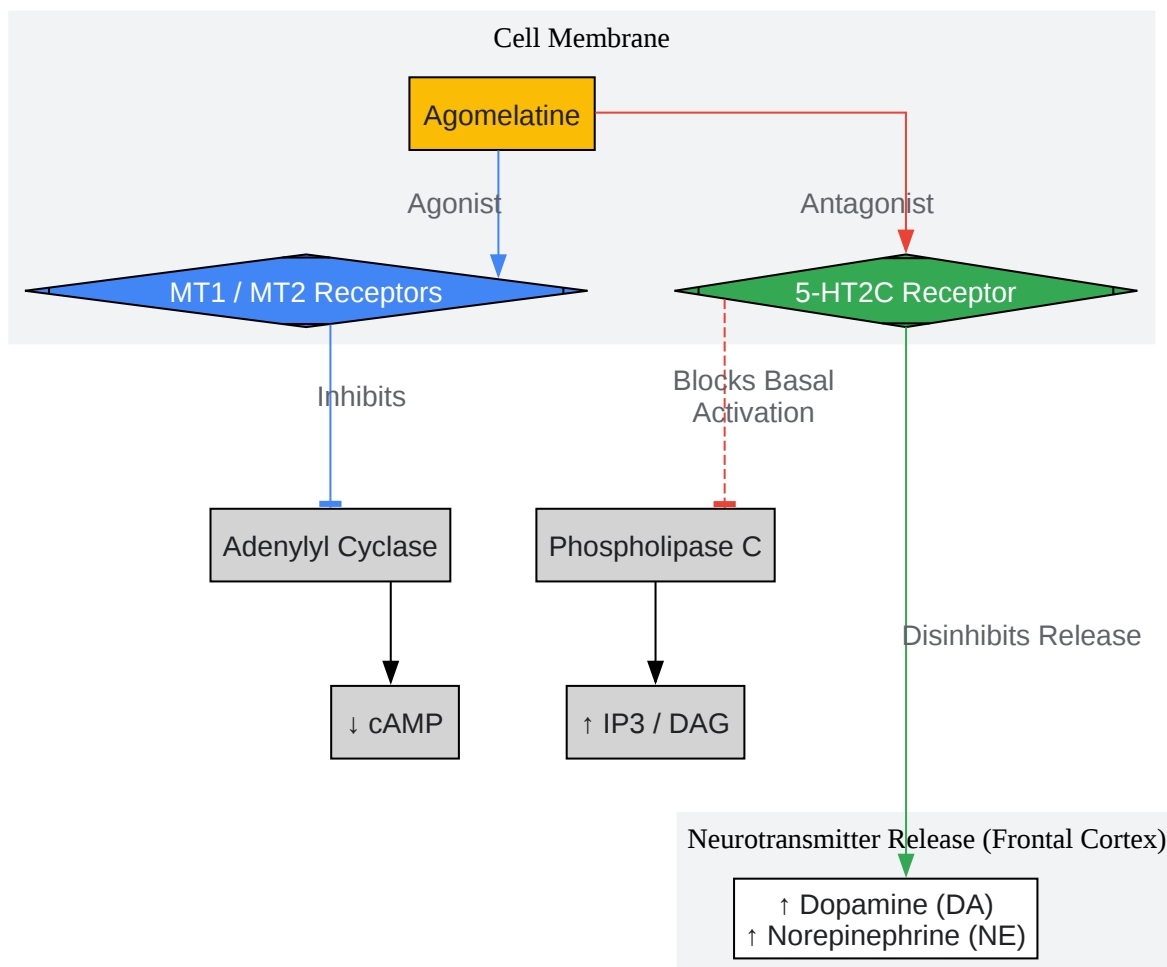 Cell Membrane
Agomelatine
Agonist
Antagonist
MT1 / MT2 Receptors
5-HT2C Receptor
Inhibits
Blocks Basal
Activation
Adenylyl Cyclase
Phospholipase C
Disinhibits Release
↓ cAMP
↑ IP3 / DAG
Neurotransmitter Release (Frontal Cortex)
↑ Dopamine (DA)
↑ Norepinephrine (NE)